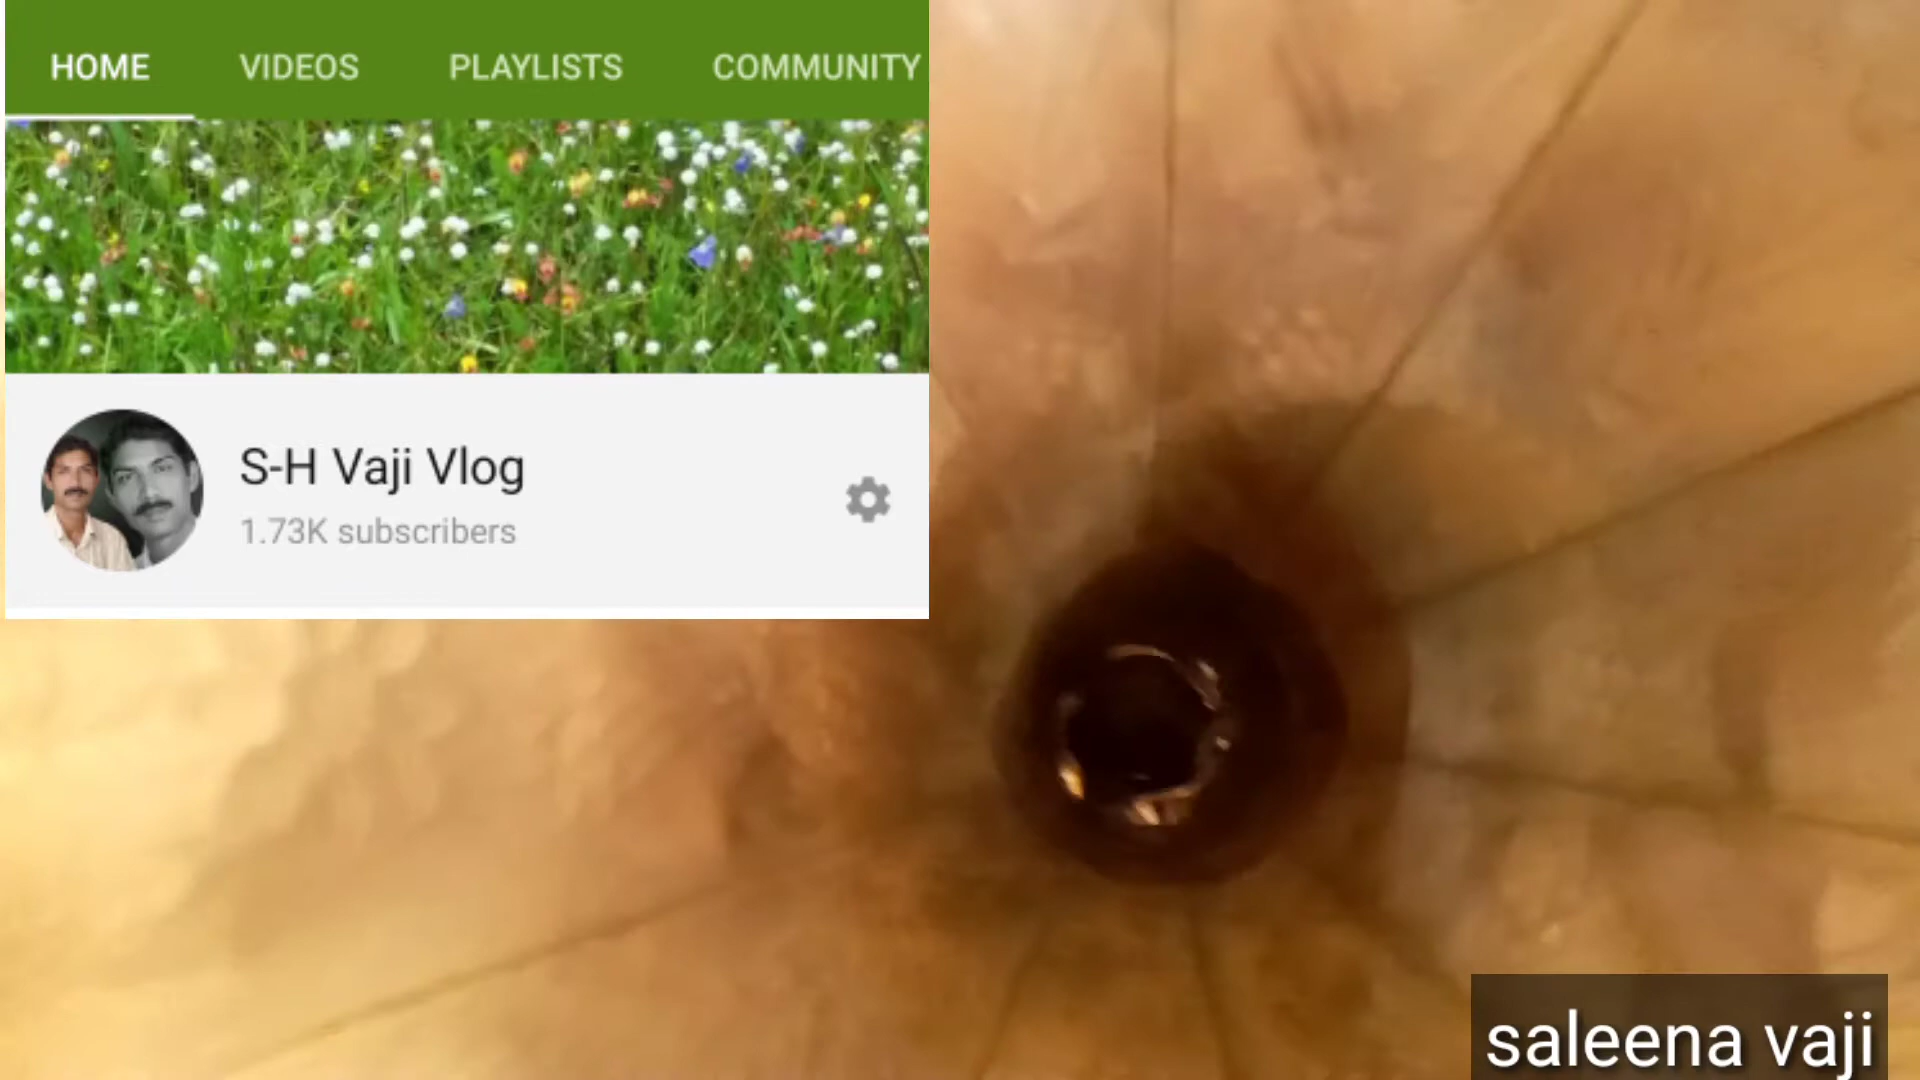 HOME VIDEOS PLAYLISTS COMMUNITY
S-H Vaji Vlog
1.73K subscribers
saleena vaji